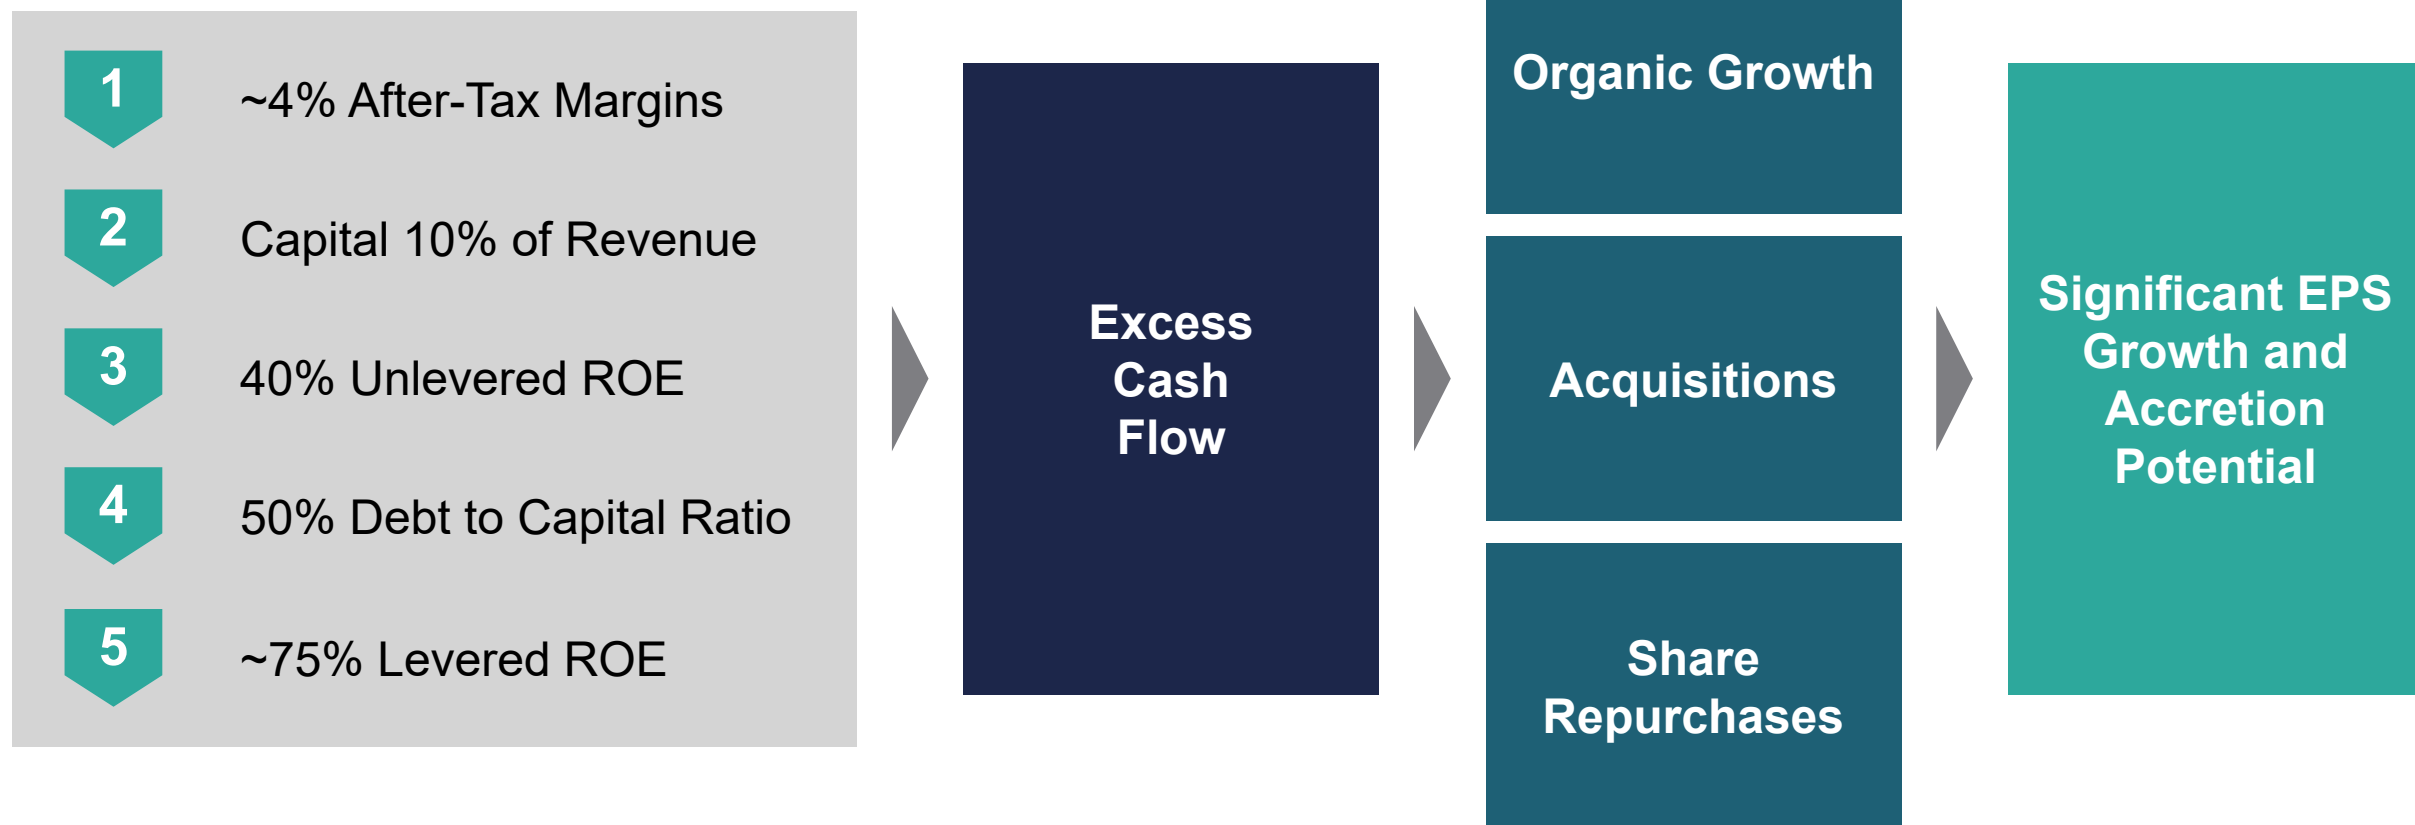 1
~4% After-Tax Margins
2
Capital 10% of Revenue
3
40% Unlevered ROE
4
50% Debt to Capital Ratio
5
~75% Levered ROE
Excess
Cash
Flow
Organic Growth
Acquisitions
Share
Repurchases
Significant EPS
Growth and
Accretion
Potential